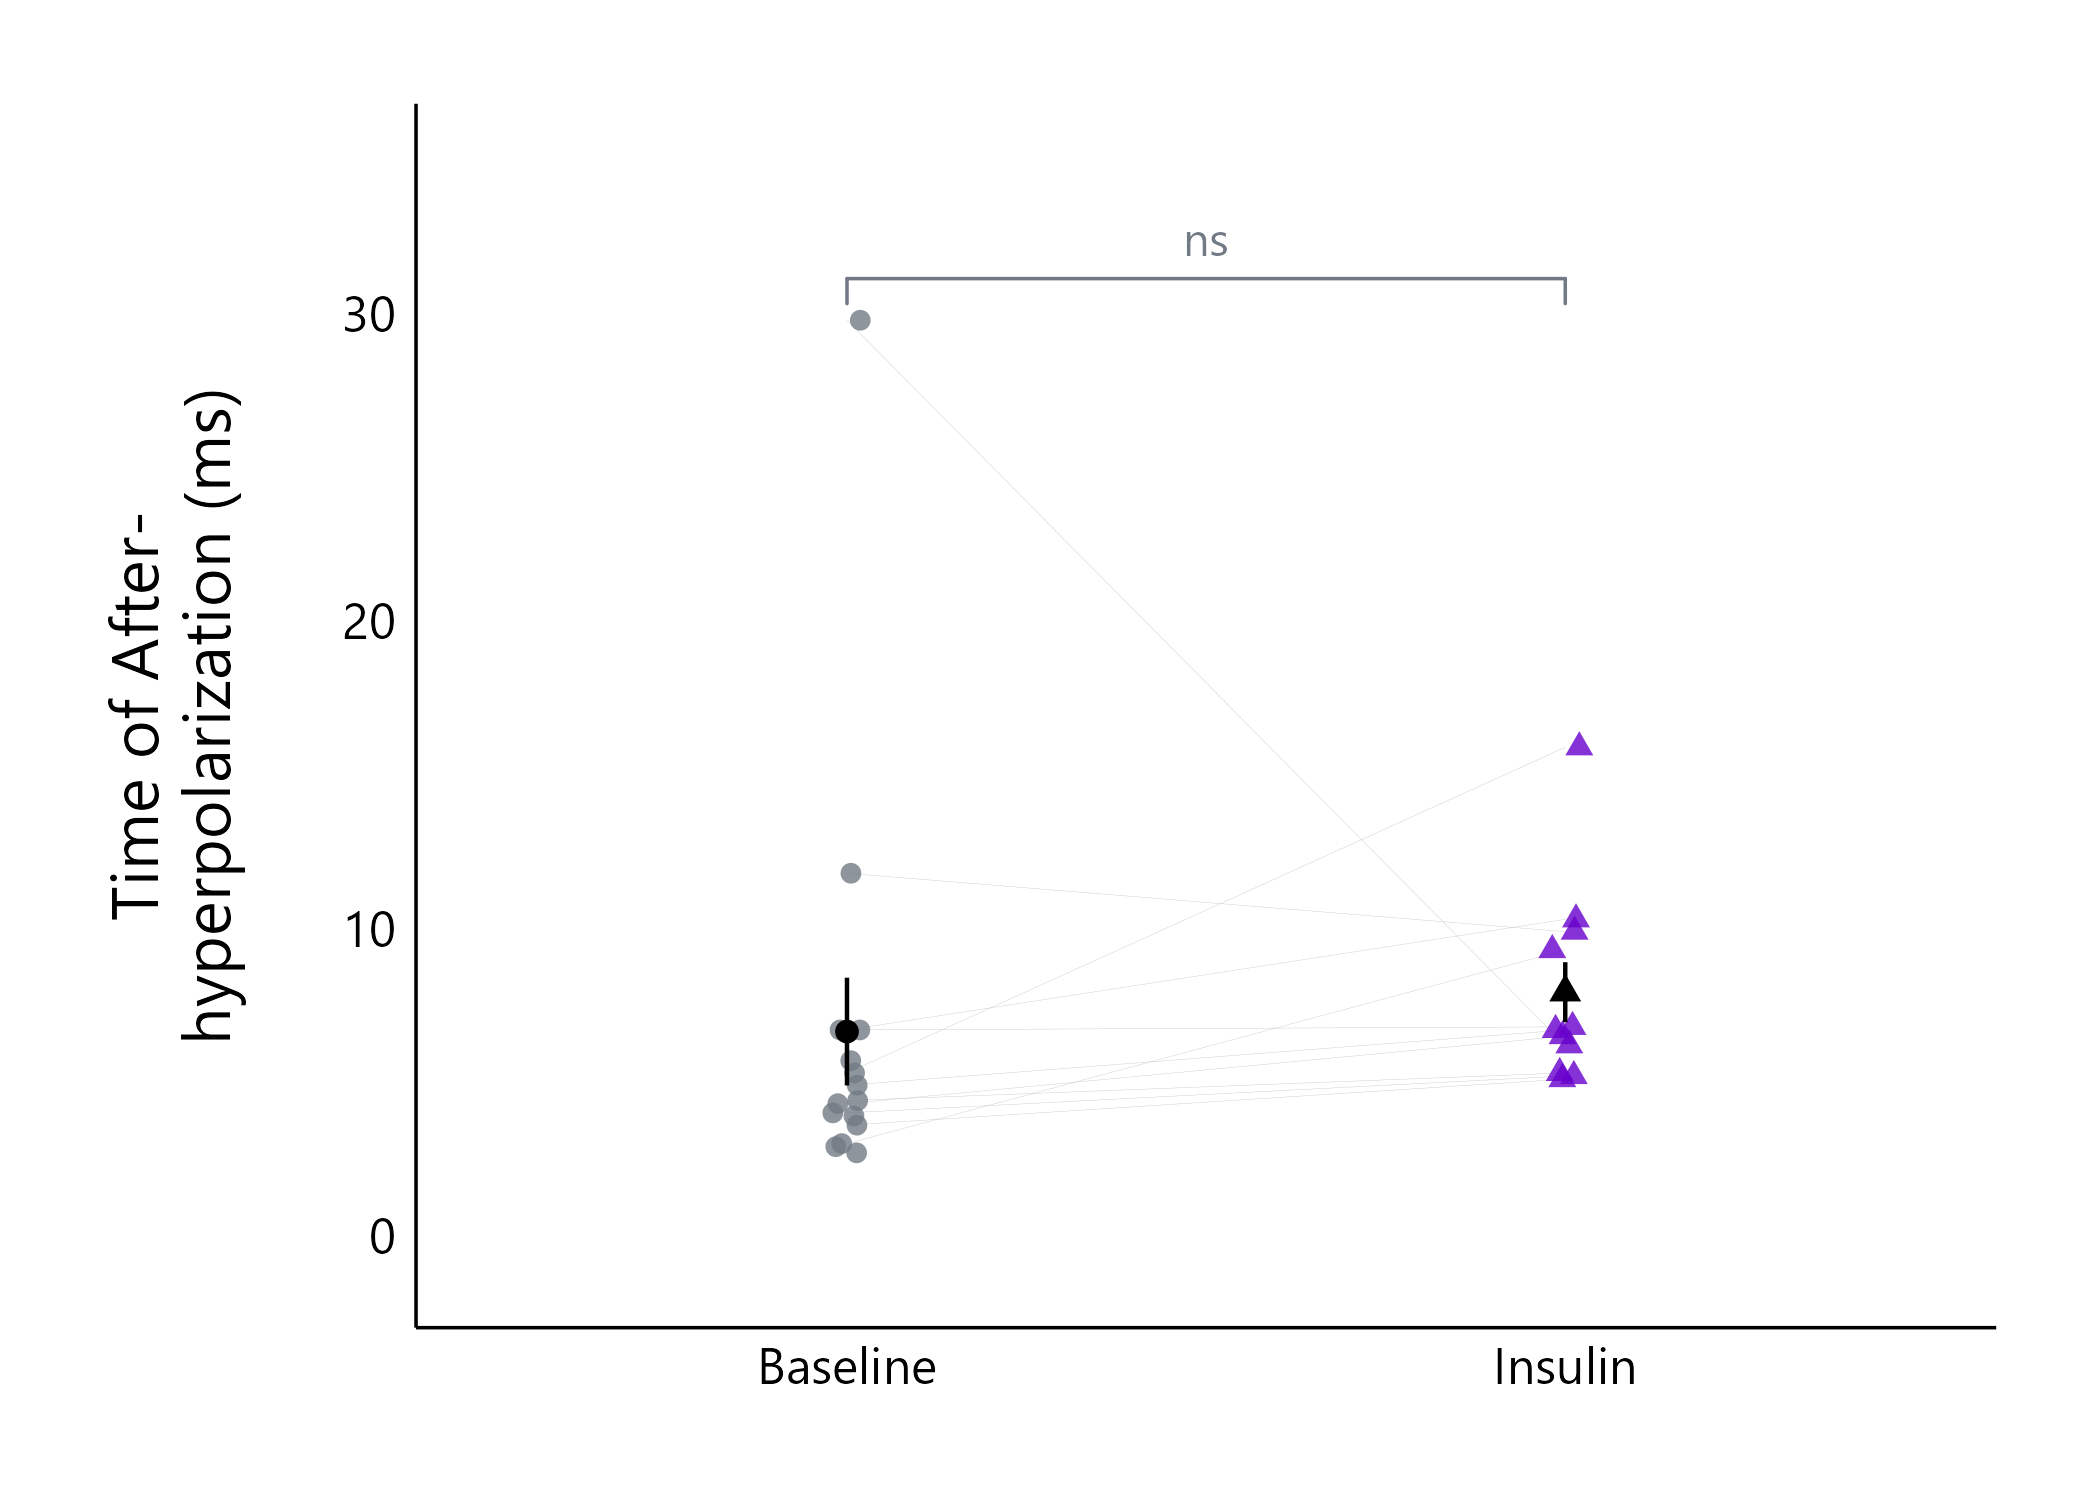 Time of After-
hyperpolarization (ms)
30
20
10
0
ns
Baseline
Insulin